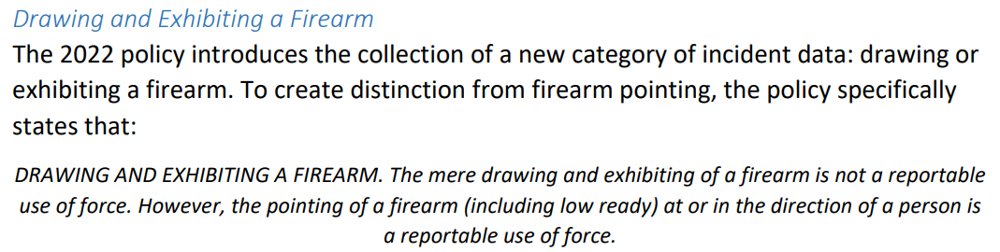 Drawing and Exhibiting a Firearm
The 2022 policy introduces the collection of a new category of incident data: drawing or
exhibiting a firearm. To create distinction from firearm pointing, the policy specifically
states that:
DRAWING AND EXHIBITING A FIREARM. The mere drawing and exhibiting of a firearm is not a reportable
use of force. However, the pointing of a firearm (including low ready) at or in the direction of a person is
a reportable use of force.